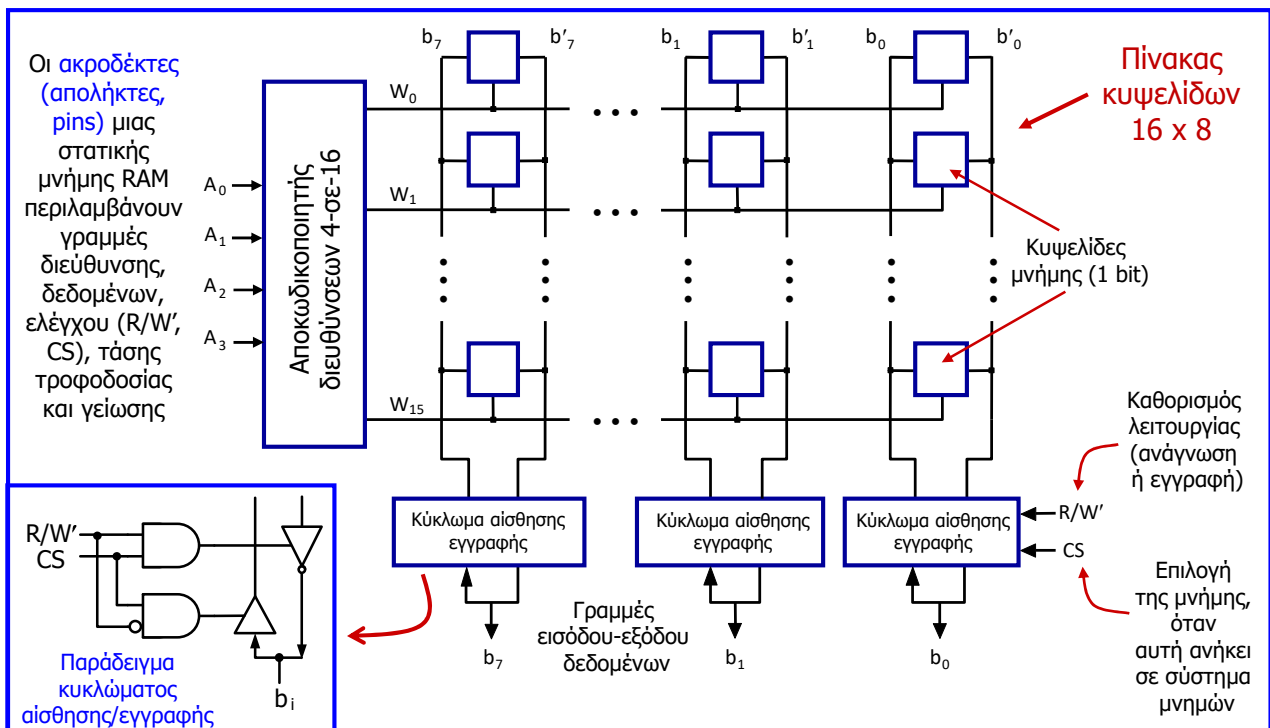 Οι ακροδέκτες
(απολήκτες,
pins) μιας
στατικής
μνήμης RAM
περιλαμβάνουν
γραμμές
διεύθυνσης,
δεδομένων,
ελέγχου (R/W’,
CS), τάσης
τροφοδοσίας
και γείωσης
A0
A1
A2
A3
Αποκωδικοποιητής
διευθύνσεων 4-σε-16
W0
W1
W15
b7
b’7
b1
b’1
b0
b’0
Πίνακας
κυψελίδων
16 x 8
Κυψελίδες
μνήμης (1 bit)
Καθορισμός
λειτουργίας
(ανάγνωση
ή εγγραφή)
R/W’
CS
Επιλογή
της μνήμης,
όταν
αυτή ανήκει
σε σύστημα
μνημών
Κύκλωμα αίσθησης
εγγραφής
Κύκλωμα αίσθησης
εγγραφής
Κύκλωμα αίσθησης
εγγραφής
b7
Γραμμές
εισόδου-εξόδου
δεδομένων
b1
b0
R/W’
CS
bi
Παράδειγμα
κυκλώματος
αίσθησης/εγγραφής